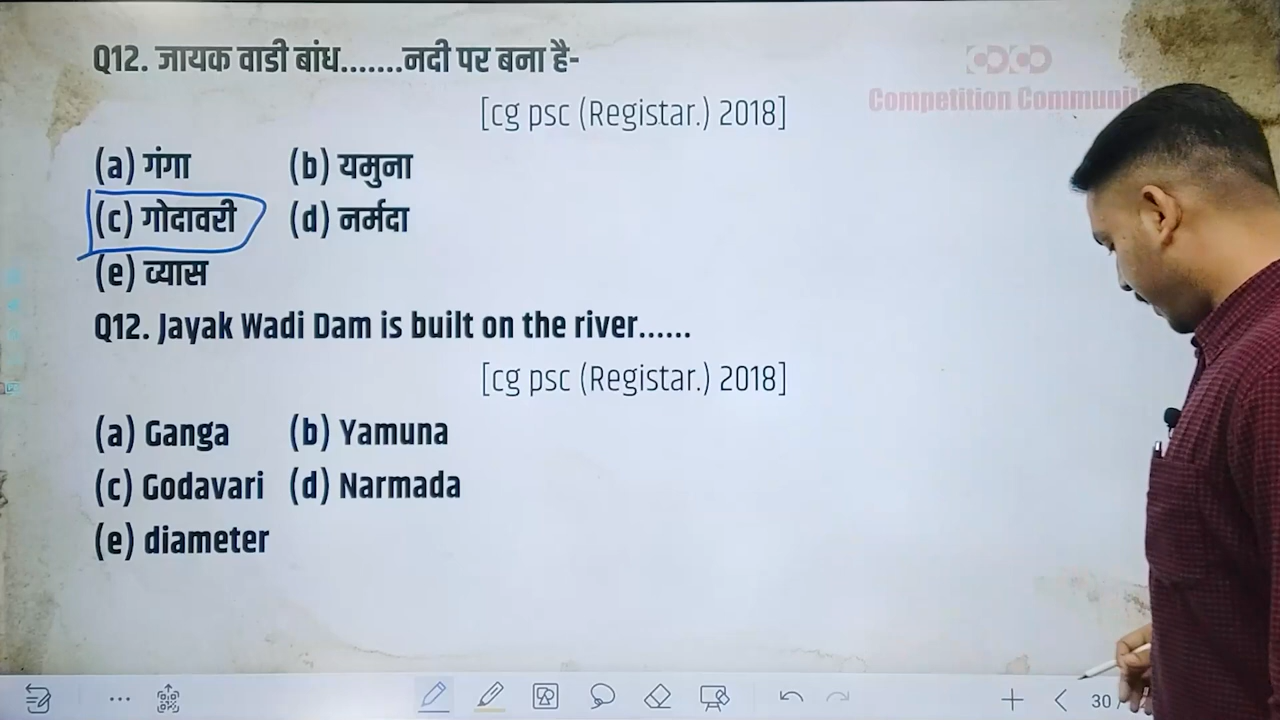 Q12. जायक वाडी बांध.......नदी पर बना है-
[cg psc (Registar.) 2018]
Competition Communit
(a) गंगा (b) यमुना
(c) गोदावरी (d) नर्मदा
(e) व्यास
Q12. Jayak Wadi Dam is built on the river......
[cg psc (Registar.) 2018]
(a) Ganga (b) Yamuna
(c) Godavari (d) Narmada
(e) diameter
30 /